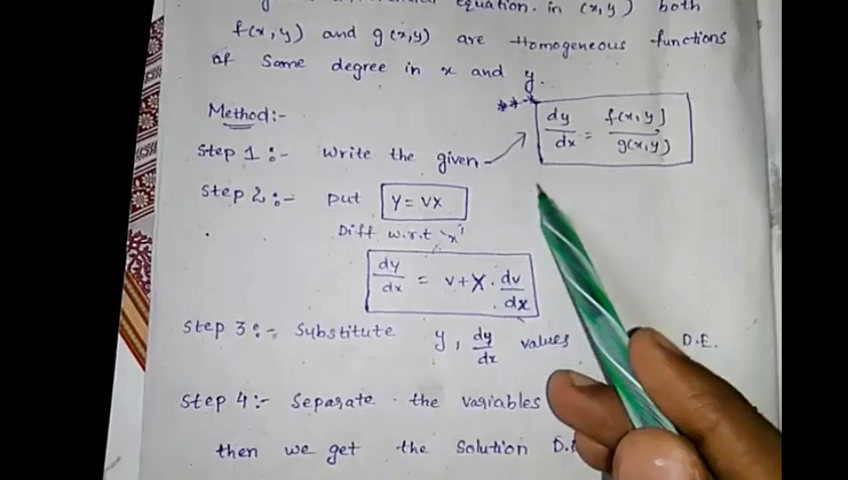 equation. in (x,y) both
f(x,y) and g(x,y) are Homogeneous functions
of Same degree in x and y.
Method:-
*** dy/dx = f(x,y)/g(x,y)
Step 1:- write the given
Step 2:- put y = vx
Diff w.r.t 'x'
dy/dx = v+x.dv/dx
Step 3:- Substitute y, dy/dx values D.E.
Step 4:- Separate the variables
then we get the solution